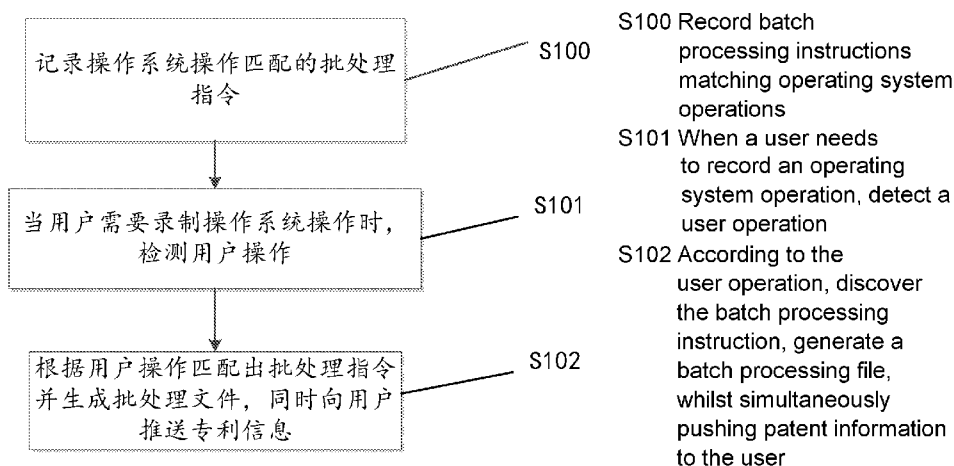 记录操作系统操作匹配的批处理
指令
S100
当用户需要录制操作系统操作时，
检测用户操作
S101
根据用户操作匹配出批处理指令
并生成批处理文件，同时向用户
推送专利信息
S102
S100 Record batch
processing instructions
matching operating system
operations
S101 When a user needs
to record an operating
system operation, detect a
user operation
S102 According to the
user operation, discover
the batch processing
instruction, generate a
batch processing file,
whilst simultaneously
pushing patent information
to the user